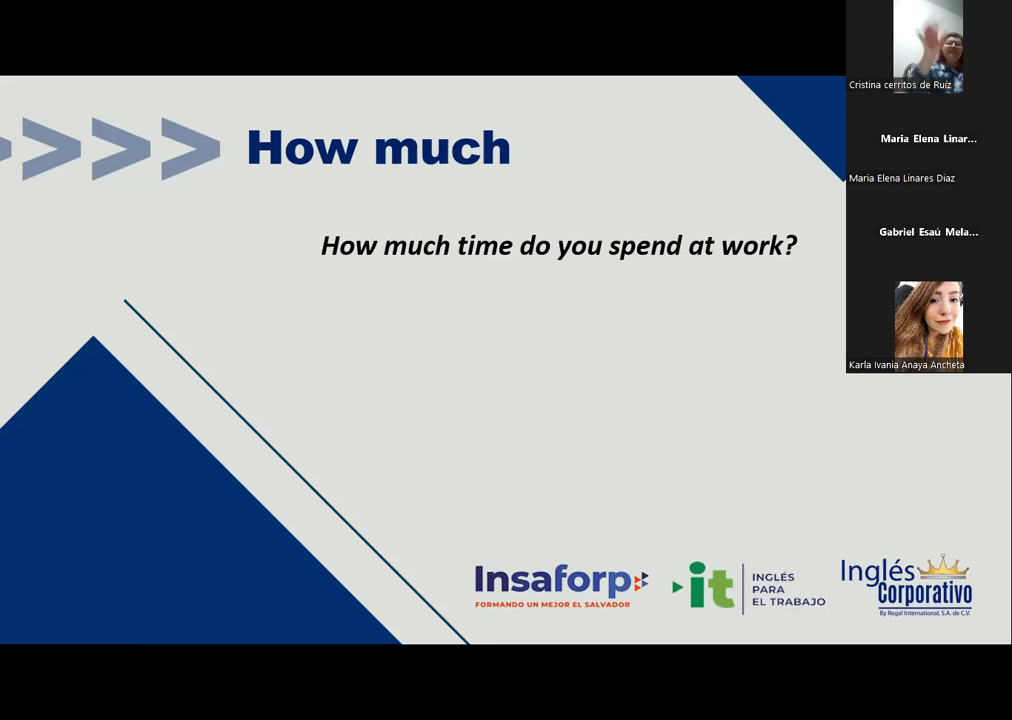 How much
How much time do you spend at work?
Cristina cerritos de Ruíz
Maria Elena Linar...
Maria Elena Linares Diaz
Gabriel Esaú Mela...
Karla Ivania Anaya Ancheta
Insaforp
FORMANDO UN MEJOR EL SALVADOR
it
INGLÉS
PARA
EL TRABAJO
Inglés
Corporativo
By Regal International, S.A. de C.V.